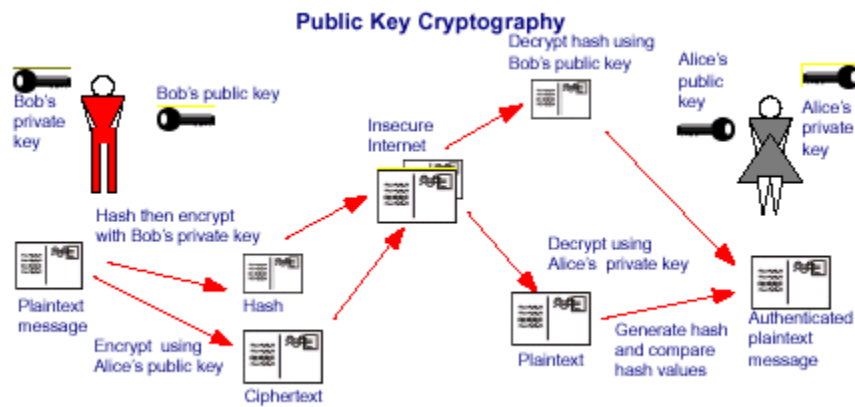 Public Key Cryptography
Bob's
private
key
Bob's public key
Insecure
Internet
Decrypt hash using
Bob's public key
Alice's
public
key
Alice's
private
key
Hash then encrypt
with Bob's private key
Plaintext
message
Hash
Encrypt using
Alice's public key
Ciphertext
Decrypt using
Alice's private key
Plaintext
Generate hash
and compare
hash values
Authenticated
plaintext
message